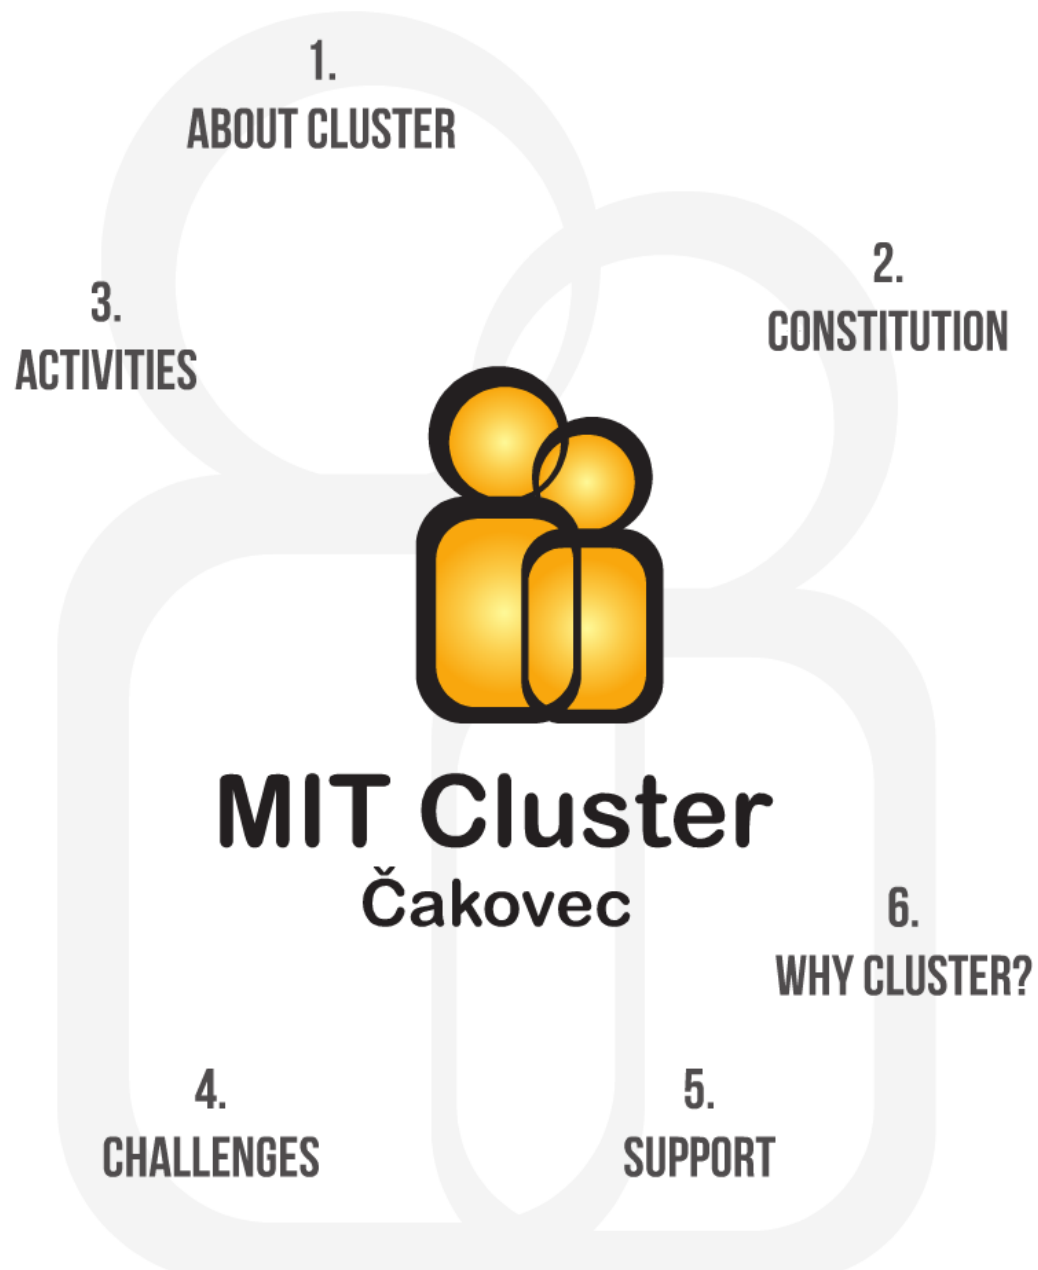 1.
ABOUT CLUSTER
2.
CONSTITUTION
3.
ACTIVITIES
MIT Cluster
Čakovec
6.
WHY CLUSTER?
4.
CHALLENGES
5.
SUPPORT